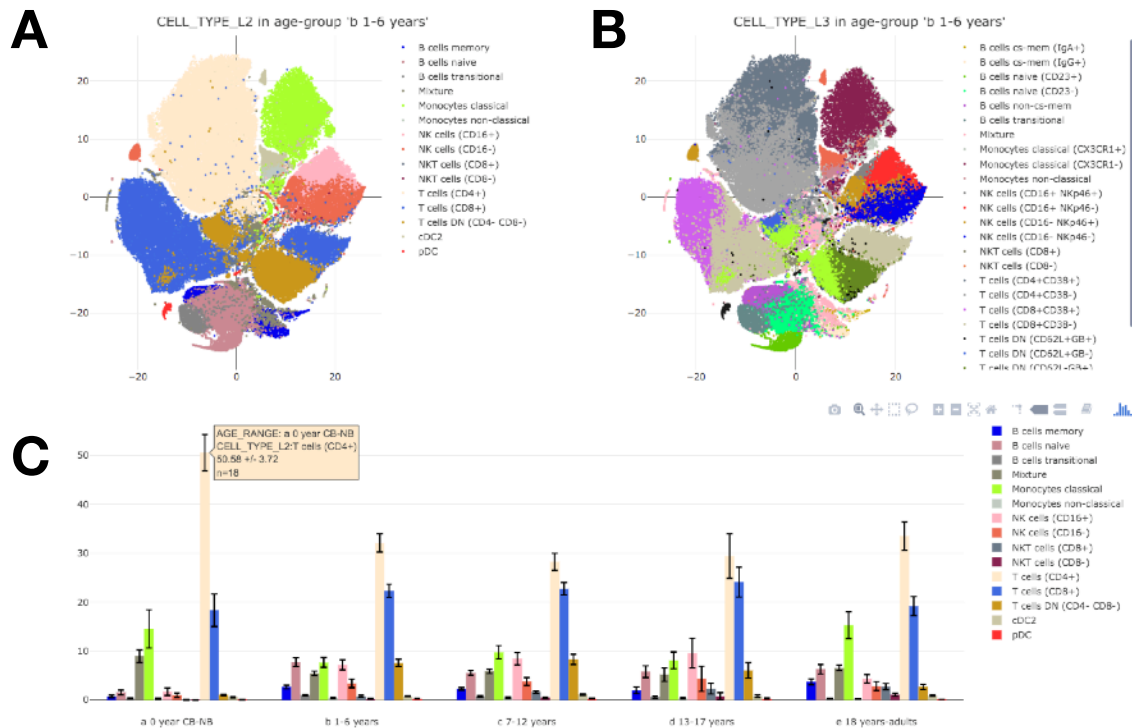 A
CELL_TYPE_L2 in age-group 'b 1-6 years'
20
10
0
−10
−20
−20
0
20
B cells memory
B cells naive
B cells transitional
Mixture
Monocytes classical
Monocytes non-classical
NK cells (CD16+)
NK cells (CD16-)
NKT cells (CD8+)
NKT cells (CD8-)
T cells (CD4+)
T cells (CD8+)
T cells DN (CD4- CD8-)
cDC2
pDC
B
CELL_TYPE_L3 in age-group 'b 1-6 years'
20
10
0
−10
−20
−20
0
20
B cells cs-mem (IgA+)
B cells cs-mem (IgG+)
B cells naive (CD23+)
B cells naive (CD23-)
B cells non-cs-mem
B cells transitional
Mixture
Monocytes classical (CX3CR1+)
Monocytes classical (CX3CR1-)
Monocytes non-classical
NK cells (CD16+ NKp46+)
NK cells (CD16+ NKp46-)
NK cells (CD16- NKp46+)
NK cells (CD16- NKp46-)
NKT cells (CD8+)
NKT cells (CD8-)
T cells (CD4+CD38+)
T cells (CD4+CD38-)
T cells (CD8+CD38+)
T cells (CD8+CD38-)
T cells DN (CD62L+GB+)
T cells DN (CD62L+GB-)
T cells DN (CD62L-GB+)
C
50
40
30
20
10
0
AGE_RANGE: a 0 year CB-NB
CELL_TYPE_L2:T cells (CD4+)
50.58 +/- 3.72
n=18
a 0 year CB-NB
b 1-6 years
c 7-12 years
d 13-17 years
e 18 years-adults
B cells memory
B cells naive
B cells transitional
Mixture
Monocytes classical
Monocytes non-classical
NK cells (CD16+)
NK cells (CD16-)
NKT cells (CD8+)
NKT cells (CD8-)
T cells (CD4+)
T cells (CD8+)
T cells DN (CD4- CD8-)
cDC2
pDC